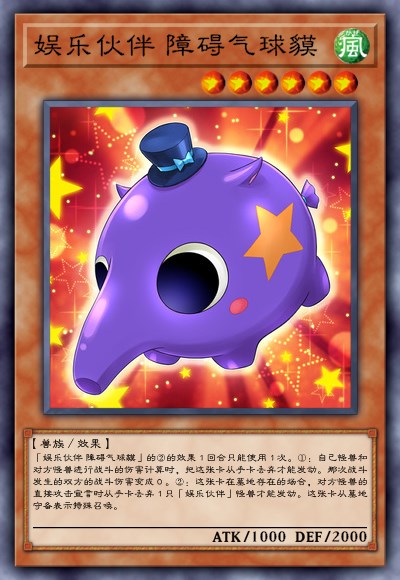 娱乐伙伴 障碍气球貘
風
【兽族／效果】
「娱乐伙伴 障碍气球貘」的②的效果1回合只能使用1次。①：自己怪兽和
对方怪兽进行战斗的伤害计算时，把这张卡从手卡丢弃才能发动。那次战斗
发生的双方的战斗伤害变成0。②：这张卡在墓地存在的场合，对方怪兽的
直接攻击宣言时从手卡丢弃1只「娱乐伙伴」怪兽才能发动。这张卡从墓地
守备表示特殊召唤。
ATK/1000 DEF/2000